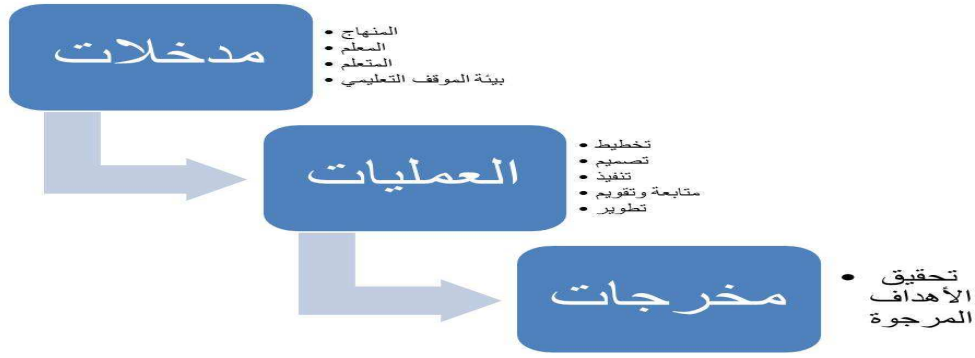 مدخلات
• المنهاج
• المعلم
• المتعلم
• بيئة الموقف التعليمي
العمليات
• تخطيط
• تصميم
• تنفيذ
• متابعة وتقويم
• تطوير
مخرجات
• تحقيق
الأهداف
المرجوة